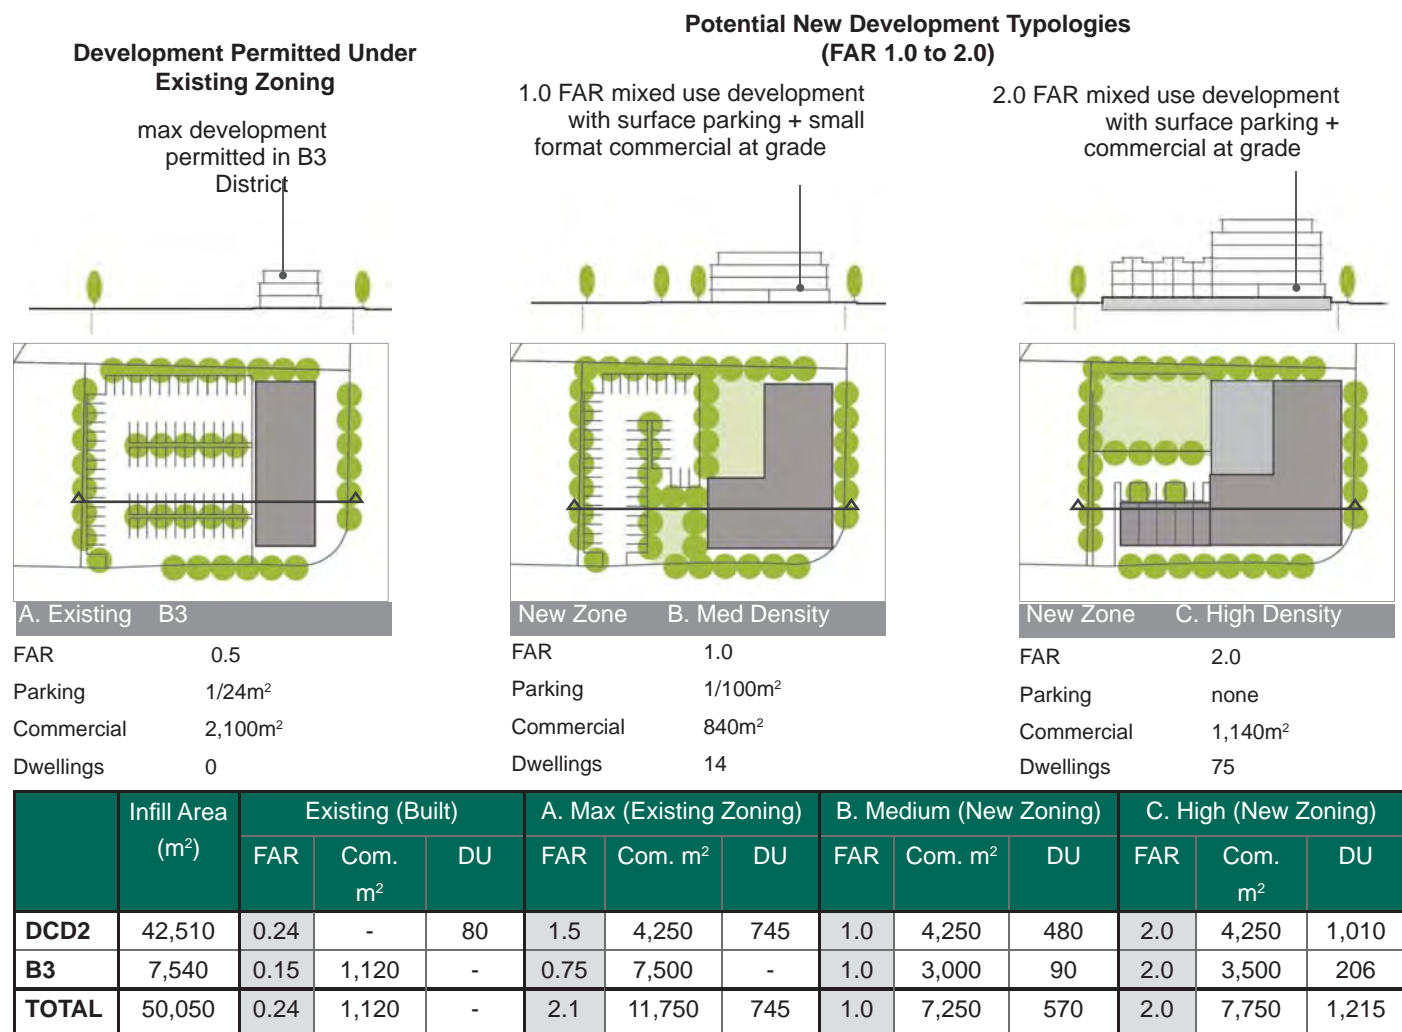 Potential New Development Typologies
(FAR 1.0 to 2.0)
Development Permitted Under
Existing Zoning
max development
permitted in B3
District
1.0 FAR mixed use development
with surface parking + small
format commercial at grade
2.0 FAR mixed use development
with surface parking +
commercial at grade
A. Existing B3
FAR 0.5
Parking 1/24m²
Commercial 2,100m²
Dwellings 0
New Zone B. Med Density
FAR 1.0
Parking 1/100m²
Commercial 840m²
Dwellings 14
New Zone C. High Density
FAR 2.0
Parking none
Commercial 1,140m²
Dwellings 75
Infill Area (m²) Existing (Built) A. Max (Existing Zoning) B. Medium (New Zoning) C. High (New Zoning)
FAR Com. m² DU FAR Com. m² DU FAR Com. m² DU FAR Com. m² DU
DCD2 42,510 0.24 - 80 1.5 4,250 745 1.0 4,250 480 2.0 4,250 1,010
B3 7,540 0.15 1,120 - 0.75 7,500 - 1.0 3,000 90 2.0 3,500 206
TOTAL 50,050 0.24 1,120 - 2.1 11,750 745 1.0 7,250 570 2.0 7,750 1,215